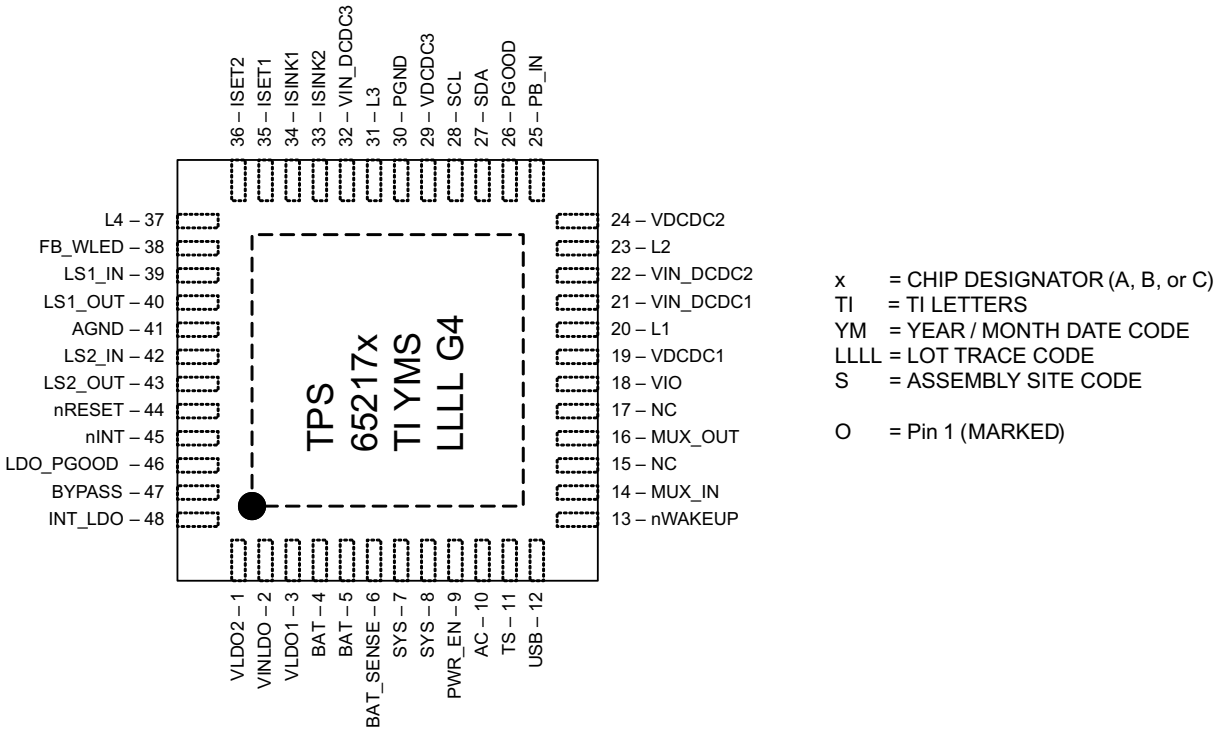 36 – ISET2
35 – ISET1
34 – ISINK1
33 – ISINK2
32 – VIN_DCDC3
31 – L3
30 – PGND
29 – VDCDC3
28 – SCL
27 – SDA
26 – PGOOD
25 – PB_IN
L4 – 37
FB_WLED – 38
LS1_IN – 39
LS1_OUT – 40
AGND – 41
LS2_IN – 42
LS2_OUT – 43
nRESET – 44
nINT – 45
LDO_PGOOD – 46
BYPASS – 47
INT_LDO – 48
TPS
65217x
TI YMS
LLLL G4
24 – VDCDC2
23 – L2
22 – VIN_DCDC2
21 – VIN_DCDC1
20 – L1
19 – VDCDC1
18 – VIO
17 – NC
16 – MUX_OUT
15 – NC
14 – MUX_IN
13 – nWAKEUP
VLDO2 – 1
VINLDO – 2
VLDO1 – 3
BAT – 4
BAT – 5
BAT_SENSE – 6
SYS – 7
SYS – 8
PWR_EN – 9
AC – 10
TS – 11
USB – 12
x = CHIP DESIGNATOR (A, B, or C)
TI = TI LETTERS
YM = YEAR / MONTH DATE CODE
LLLL = LOT TRACE CODE
S = ASSEMBLY SITE CODE
O = Pin 1 (MARKED)